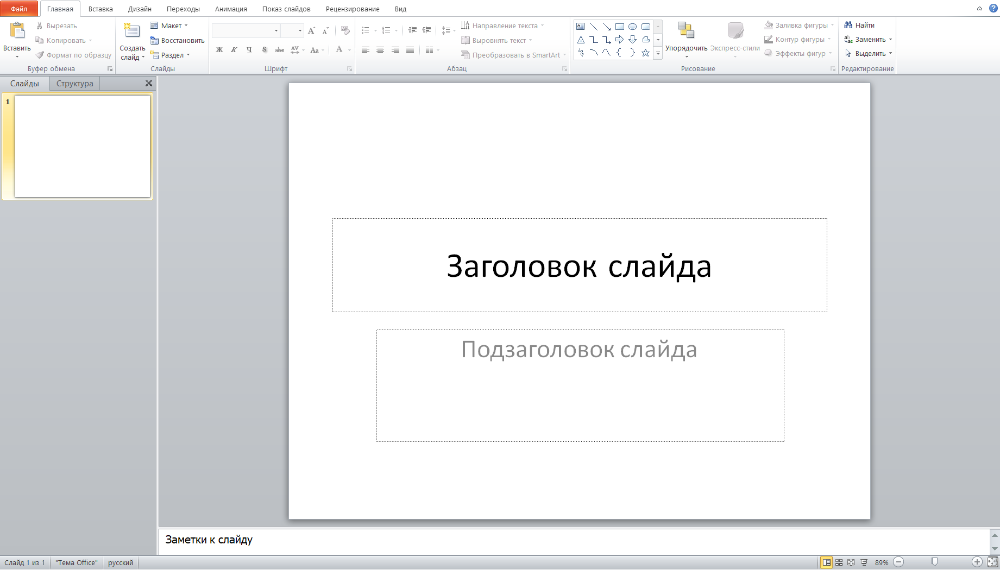 Файл Главная Вставка Дизайн Переходы Анимация Показ слайдов Рецензирование Вид
Вставить
Вырезать
Копировать
Формат по образцу
Буфер обмена
Создать
слайд
Макет
Восстановить
Раздел
Слайды
Ж К Ч S abc AV Aa A
Шрифт
Направление текста
Выровнять текст
Преобразовать в SmartArt
Абзац
Упорядочить
Экспресс-стили
Заливка фигуры
Контур фигуры
Эффекты фигур
Рисование
Найти
Заменить
Выделить
Редактирование
Слайды Структура
1
Заголовок слайда
Подзаголовок слайда
Заметки к слайду
Слайд 1 из 1 "Тема Office" русский 89%